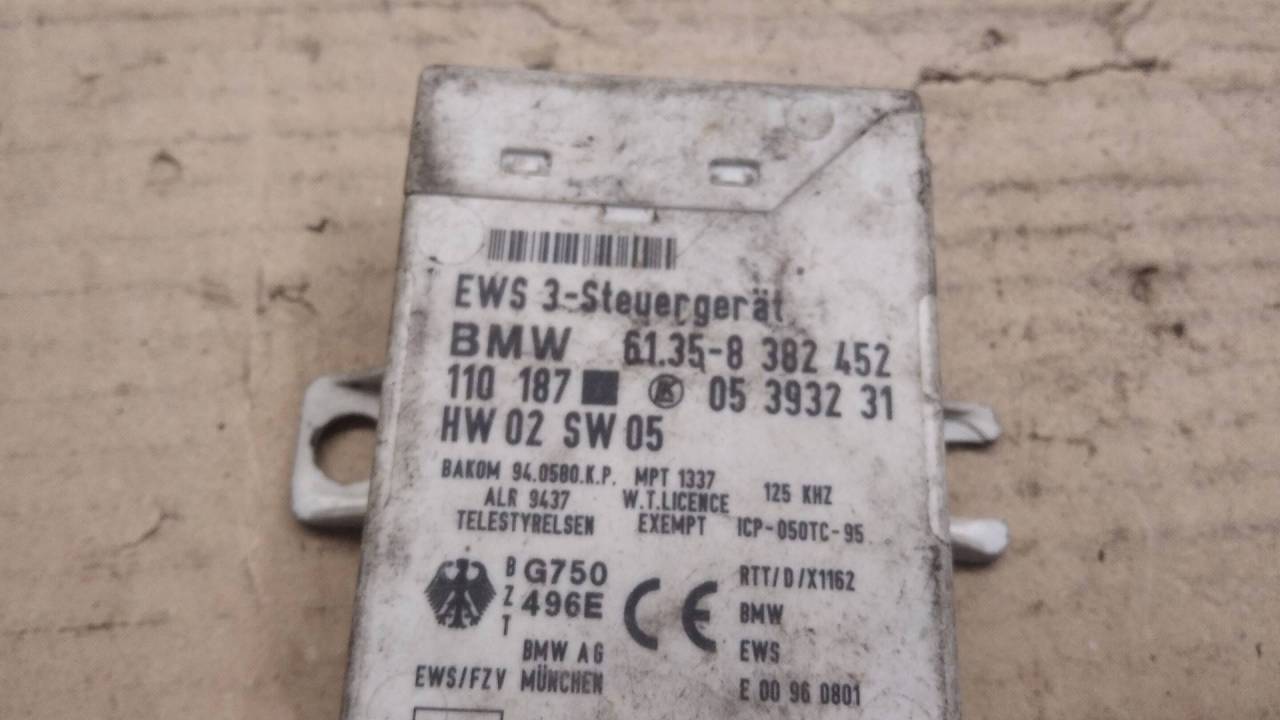 EWS 3-Steuergerät
BMW 61.35-8 382 452
110 187 05 3932 31
HW 02 SW 05
BAKOM 94.0580.K.P. MPT 1337 125 KHZ
ALR 9437 W.T.LICENCE
TELESTYRELSEN EXEMPT ICP-050TC-95
BZT G750 496E CE RTT/D/X1162
BMW
BMW AG EWS
EWS/FZV MÜNCHEN E 00 96 0801